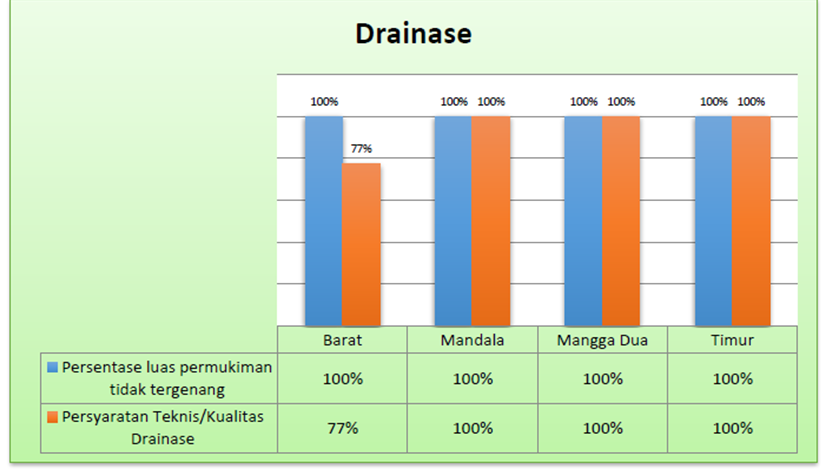 Drainase
100%
77%
100% 100%
100% 100%
100% 100%
Barat Mandala Mangga Dua Timur
Persentase luas permukiman
tidak tergenang
100% 100% 100% 100%
Persyaratan Teknis/Kualitas
Drainase
77% 100% 100% 100%